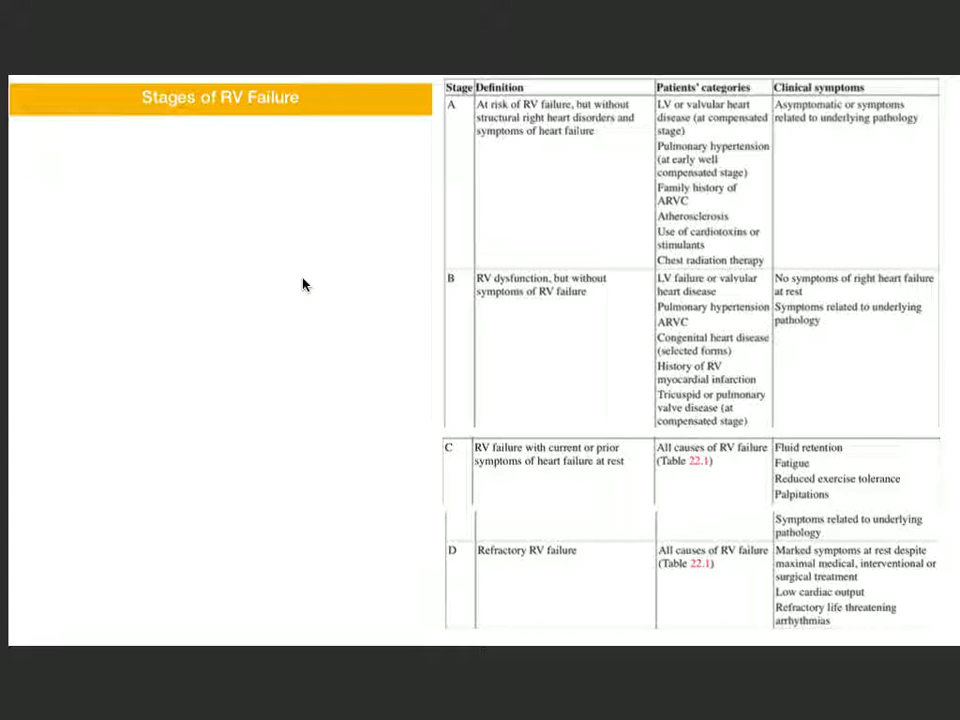 Stages of RV Failure
Stage Definition Patients' categories Clinical symptoms
A
At risk of RV failure, but without
structural right heart disorders and
symptoms of heart failure
LV or valvular heart
disease (at compensated
stage)
Pulmonary hypertension
(at early well
compensated stage)
Family history of
ARVC
Atherosclerosis
Use of cardiotoxins or
stimulants
Chest radiation therapy
Asymptomatic or symptoms
related to underlying pathology
B
RV dysfunction, but without
symptoms of RV failure
LV failure or valvular
heart disease
Pulmonary hypertension
ARVC
Congenital heart disease
(selected forms)
History of RV
myocardial infarction
Tricuspid or pulmonary
valve disease (at
compensated stage)
No symptoms of right heart failure
at rest
Symptoms related to underlying
pathology
C
RV failure with current or prior
symptoms of heart failure at rest
All causes of RV failure
(Table 22.1)
Fluid retention
Fatigue
Reduced exercise tolerance
Palpitations
Symptoms related to underlying
pathology
D
Refractory RV failure
All causes of RV failure
(Table 22.1)
Marked symptoms at rest despite
maximal medical, interventional or
surgical treatment
Low cardiac output
Refractory life threatening
arrhythmias